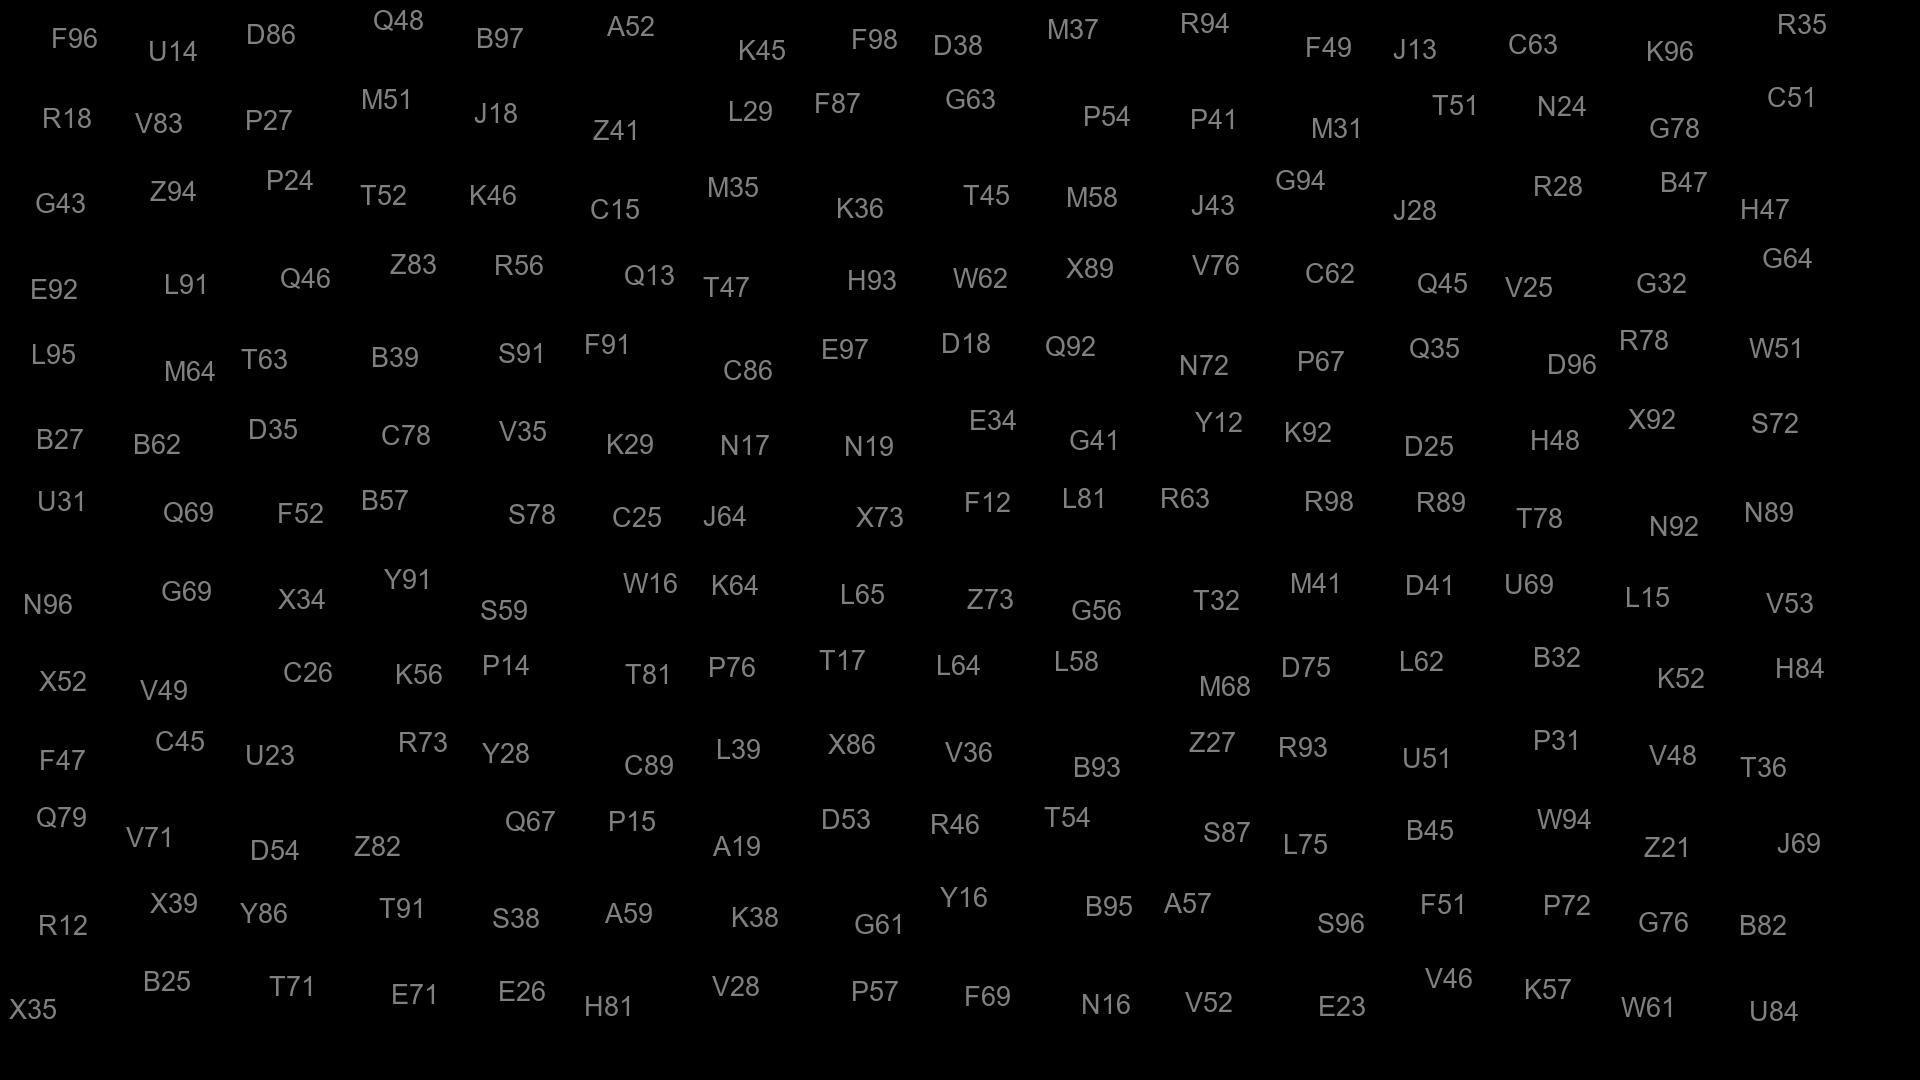 F96 U14 D86 Q48 B97 A52 K45 F98 D38 M37 R94 F49 J13 C63 K96 R35
R18 V83 P27 M51 J18 Z41 L29 F87 G63 P54 P41 M31 T51 N24 G78 C51
G43 Z94 P24 T52 K46 C15 M35 K36 T45 M58 J43 G94 J28 R28 B47 H47
E92 L91 Q46 Z83 R56 Q13 T47 H93 W62 X89 V76 C62 Q45 V25 G32 G64
L95 M64 T63 B39 S91 F91 C86 E97 D18 Q92 N72 P67 Q35 D96 R78 W51
B27 B62 D35 C78 V35 K29 N17 N19 E34 G41 Y12 K92 D25 H48 X92 S72
U31 Q69 F52 B57 S78 C25 J64 X73 F12 L81 R63 R98 R89 T78 N92 N89
N96 G69 X34 Y91 S59 W16 K64 L65 Z73 G56 T32 M41 D41 U69 L15 V53
X52 V49 C26 K56 P14 T81 P76 T17 L64 L58 M68 D75 L62 B32 K52 H84
F47 C45 U23 R73 Y28 C89 L39 X86 V36 B93 Z27 R93 U51 P31 V48 T36
Q79 V71 D54 Z82 Q67 P15 A19 D53 R46 T54 S87 L75 B45 W94 Z21 J69
R12 X39 Y86 T91 S38 A59 K38 G61 Y16 B95 A57 S96 F51 P72 G76 B82
X35 B25 T71 E71 E26 H81 V28 P57 F69 N16 V52 E23 V46 K57 W61 U84